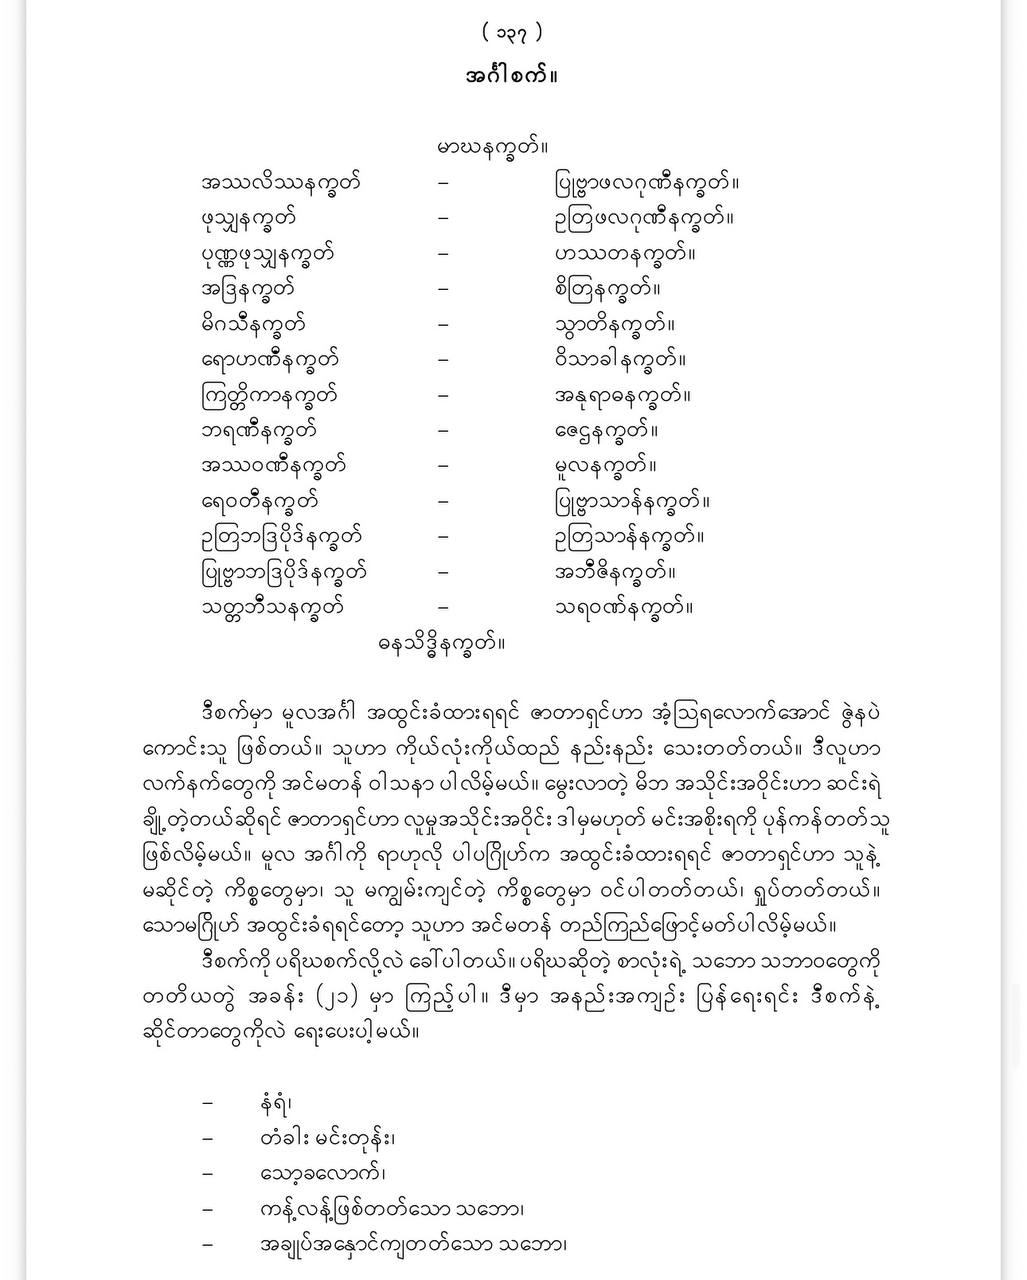 ( ၁၃၇ )
အင်္ဂါစက်။
မာဃနက္ခတ်။
အဿလိဿနက္ခတ် – ပြုဗ္ဗာဖလဂုဏီနက္ခတ်။
ဖုသျှနက္ခတ် – ဥတြဖလဂုဏီနက္ခတ်။
ပုဏ္ဏဖုသျှနက္ခတ် – ဟဿတနက္ခတ်။
အဒြနက္ခတ် – စိတြနက္ခတ်။
မိဂသီနက္ခတ် – သွာတိနက္ခတ်။
ရောဟဏီနက္ခတ် – ဝိသာခါနက္ခတ်။
ကြတ္တိကာနက္ခတ် – အနုရာဓနက္ခတ်။
ဘရဏီနက္ခတ် – ဇေဋ္ဌနက္ခတ်။
အဿဝဏီနက္ခတ် – မူလနက္ခတ်။
ရေဝတီနက္ခတ် – ပြုဗ္ဗာသာန်နက္ခတ်။
ဥတြဘဒြပိုဒ်နက္ခတ် – ဥတြသာန်နက္ခတ်။
ပြုဗ္ဗာဘဒြပိုဒ်နက္ခတ် – အဘီဇိနက္ခတ်။
သတ္တဘီသနက္ခတ် – သရဝဏ်နက္ခတ်။
ဓနသိဒ္ဓိနက္ခတ်။
ဒီစက်မှာ မူလအင်္ဂါ အထွင်းခံထားရရင် ဇာတာရှင်ဟာ အံ့ဩရလောက်အောင် ဇွဲနပဲ
ကောင်းသူ ဖြစ်တယ်။ သူဟာ ကိုယ်လုံးကိုယ်ထည် နည်းနည်း သေးတတ်တယ်။ ဒီလူဟာ
လက်နက်တွေကို အင်မတန် ဝါသနာ ပါလိမ့်မယ်။ မွေးလာတဲ့ မိဘ အသိုင်းအဝိုင်းဟာ ဆင်းရဲ
ချို့တဲ့တယ်ဆိုရင် ဇာတာရှင်ဟာ လူမှုအသိုင်းအဝိုင်း ဒါမှမဟုတ် မင်းအစိုးရကို ပုန်ကန်တတ်သူ
ဖြစ်လိမ့်မယ်။ မူလ အင်္ဂါကို ရာဟုလို ပါပဂြိုဟ်က အထွင်းခံထားရရင် ဇာတာရှင်ဟာ သူနဲ့
မဆိုင်တဲ့ ကိစ္စတွေမှာ၊ သူ မကျွမ်းကျင်တဲ့ ကိစ္စတွေမှာ ဝင်ပါတတ်တယ်၊ ရှုပ်တတ်တယ်။
သောမဂြိုဟ် အထွင်းခံရရင်တော့ သူဟာ အင်မတန် တည်ကြည်ဖြောင့်မတ်ပါလိမ့်မယ်။
ဒီစက်ကို ပရိဃစက်လို့လဲ ခေါ်ပါတယ်။ ပရိဃဆိုတဲ့ စာလုံးရဲ့ သဘော သဘာဝတွေကို
တတိယတွဲ အခန်း (၂၁) မှာ ကြည့်ပါ။ ဒီမှာ အနည်းအကျဉ်း ပြန်ရေးရင်း ဒီစက်နဲ့
ဆိုင်တာတွေကိုလဲ ရေးပေးပါ့မယ်။
– နံရံ၊
– တံခါး မင်းတုန်း၊
– သော့ခလောက်၊
– ကန့်လန့်ဖြစ်တတ်သော သဘော၊
– အချုပ်အနှောင်ကျတတ်သော သဘော၊